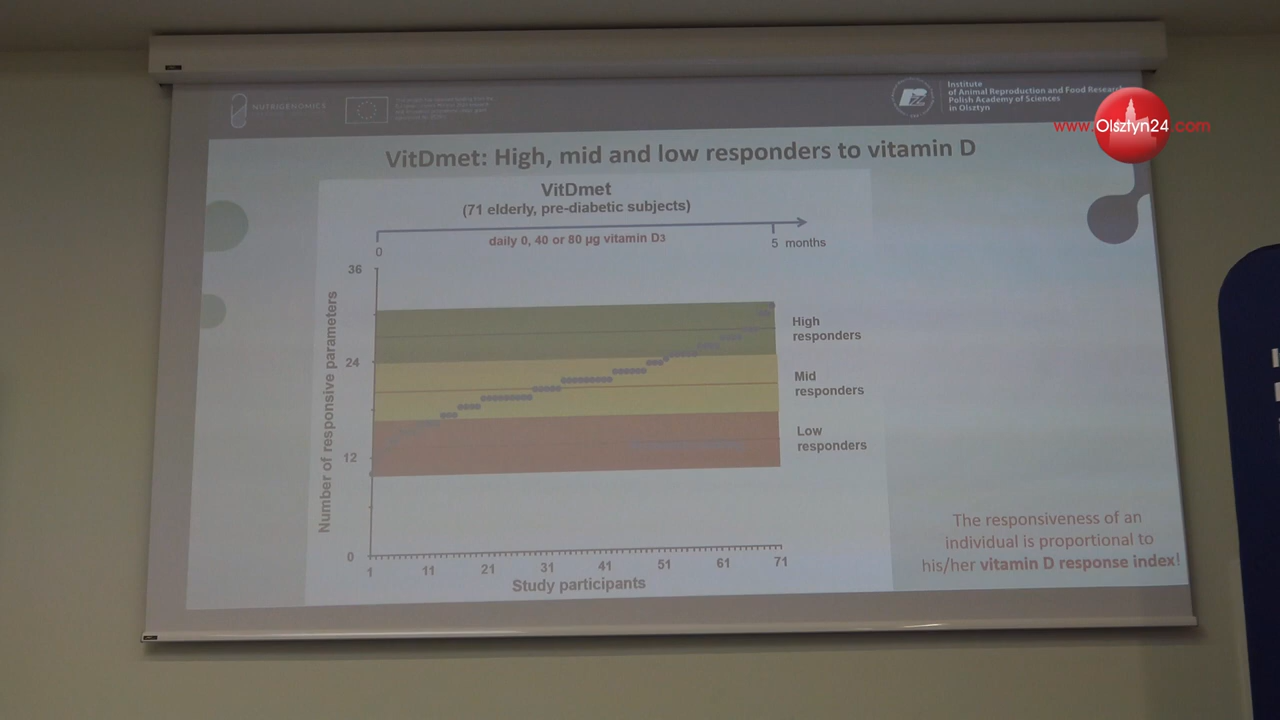 NUTRIGENOMICS
Institute
of Animal Reproduction and Food Research
Polish Academy of Sciences
in Olsztyn
www.Olsztyn24.com
VitDmet: High, mid and low responders to vitamin D
VitDmet
(71 elderly, pre-diabetic subjects)
daily 0, 40 or 80 µg vitamin D3
0
5 months
Number of responsive parameters
36
24
12
0
High
responders
Mid
responders
Low
responders
1 11 21 31 41 51 61 71
Study participants
The responsiveness of an
individual is proportional to
his/her vitamin D response index!